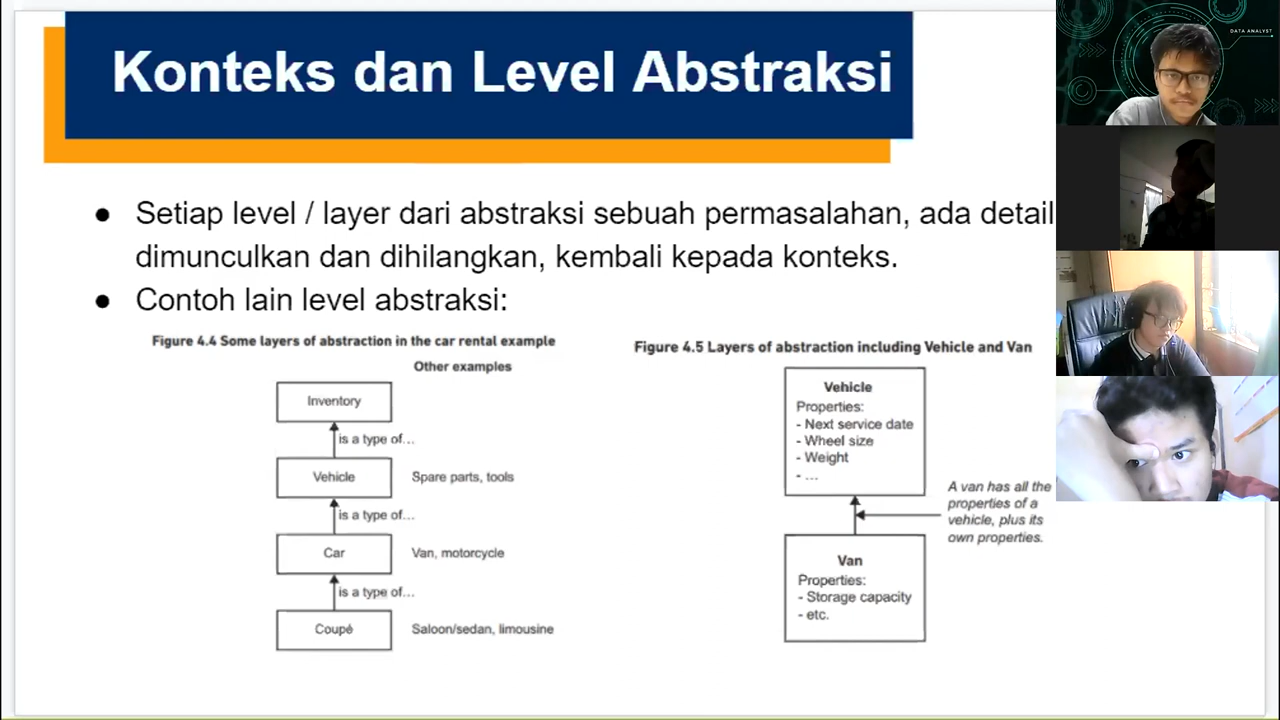 Konteks dan Level Abstraksi
DATA ANALYST
● Setiap level / layer dari abstraksi sebuah permasalahan, ada detail
dimunculkan dan dihilangkan, kembali kepada konteks.
● Contoh lain level abstraksi:
Figure 4.4 Some layers of abstraction in the car rental example
Other examples
Inventory
is a type of...
Vehicle
Spare parts, tools
is a type of...
Car
Van, motorcycle
is a type of...
Coupé
Saloon/sedan, limousine
Figure 4.5 Layers of abstraction including Vehicle and Van
Vehicle
Properties:
- Next service date
- Wheel size
- Weight
- ...
A van has all the
properties of a
vehicle, plus its
own properties.
Van
Properties:
- Storage capacity
- etc.